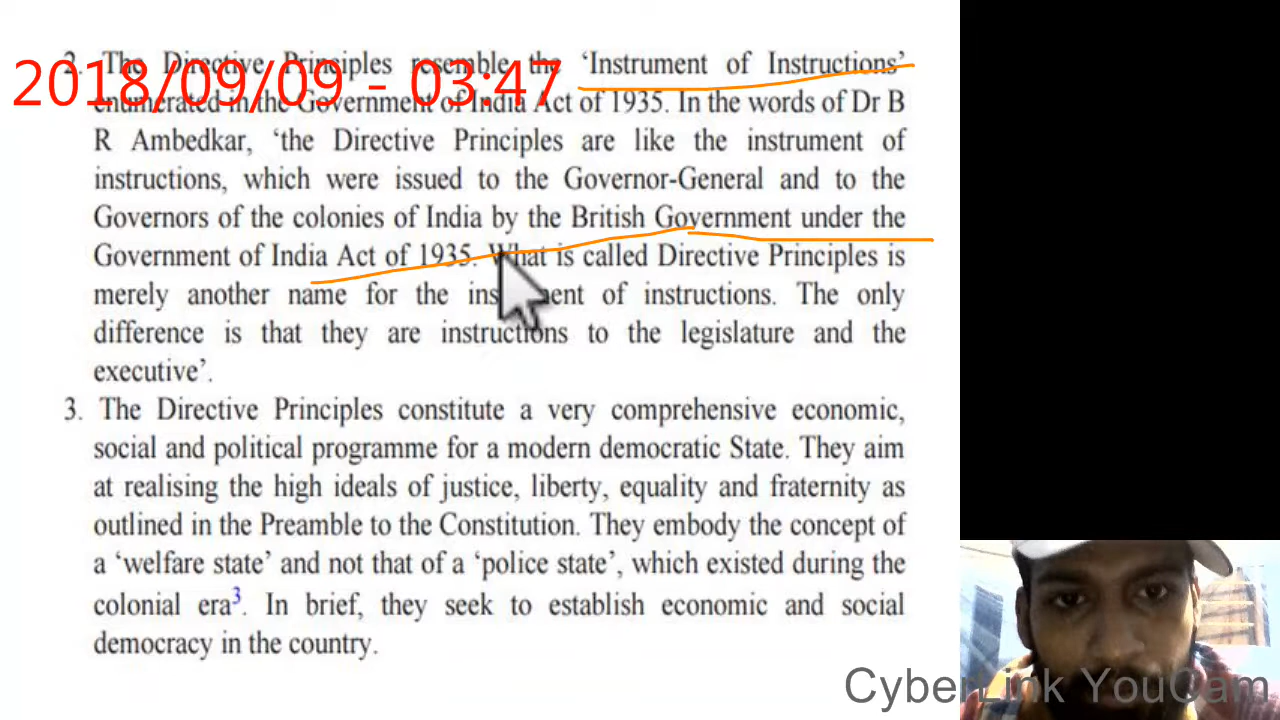 2. The Directive Principles resemble the ‘Instrument of Instructions’
2018/09/09 - 03:47
enumerated in the Government of India Act of 1935. In the words of Dr B
R Ambedkar, ‘the Directive Principles are like the instrument of
instructions, which were issued to the Governor-General and to the
Governors of the colonies of India by the British Government under the
Government of India Act of 1935. What is called Directive Principles is
merely another name for the instrument of instructions. The only
difference is that they are instructions to the legislature and the
executive’.
3. The Directive Principles constitute a very comprehensive economic,
social and political programme for a modern democratic State. They aim
at realising the high ideals of justice, liberty, equality and fraternity as
outlined in the Preamble to the Constitution. They embody the concept of
a ‘welfare state’ and not that of a ‘police state’, which existed during the
colonial era3. In brief, they seek to establish economic and social
democracy in the country.
CyberLink YouCam